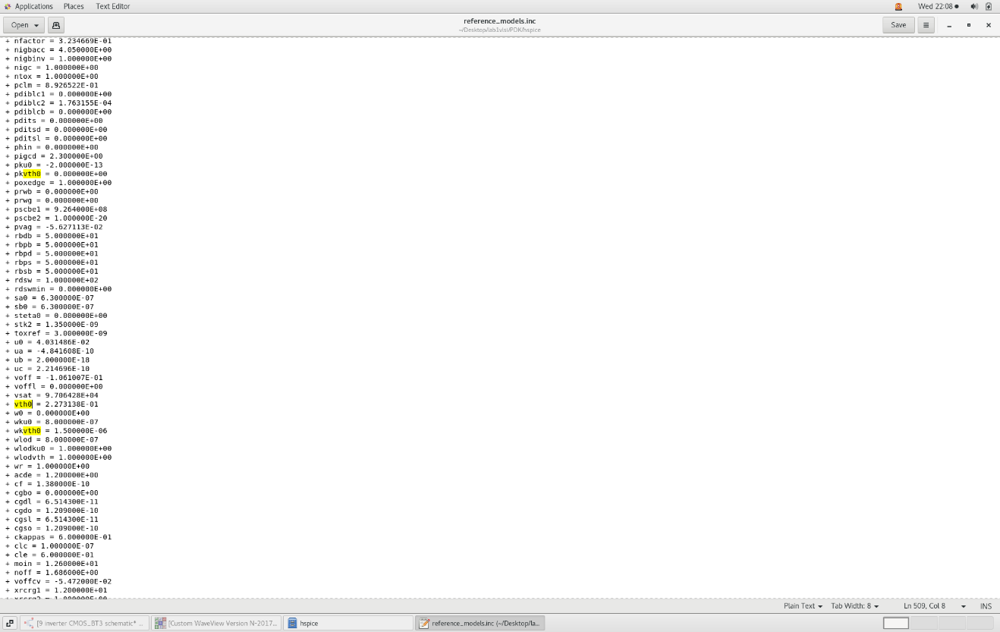 Applications Places Text Editor
Wed 22:08
Open
reference_models.inc
~/Desktop/lab1vlsi/PDK/hspice
Save
+ nfactor = 3.234669E-01
+ nigbacc = 4.050000E+00
+ nigbinv = 1.000000E+00
+ nigc = 1.000000E+00
+ ntox = 1.000000E+00
+ pclm = 8.926522E-01
+ pdiblc1 = 0.000000E+00
+ pdiblc2 = 1.763155E-04
+ pdiblcb = 0.000000E+00
+ pdits = 0.000000E+00
+ pditsd = 0.000000E+00
+ pditsl = 0.000000E+00
+ phin = 0.000000E+00
+ pigcd = 2.300000E+00
+ pku0 = -2.000000E-13
+ pkvth0 = 0.000000E+00
+ poxedge = 1.000000E+00
+ prwb = 0.000000E+00
+ prwg = 0.000000E+00
+ pscbe1 = 9.264000E+08
+ pscbe2 = 1.000000E-20
+ pvag = -5.627113E-02
+ rbdb = 5.000000E+01
+ rbpb = 5.000000E+01
+ rbpd = 5.000000E+01
+ rbps = 5.000000E+01
+ rbsb = 5.000000E+01
+ rdsw = 1.000000E+02
+ rdswmin = 0.000000E+00
+ sa0 = 6.300000E-07
+ sb0 = 6.300000E-07
+ steta0 = 0.000000E+00
+ stk2 = 1.350000E-09
+ toxref = 3.000000E-09
+ u0 = 4.031486E-02
+ ua = -4.841608E-10
+ ub = 2.000000E-18
+ uc = 2.214696E-10
+ voff = -1.061007E-01
+ voffl = 0.000000E+00
+ vsat = 9.706428E+04
+ vth0 = 2.273138E-01
+ w0 = 0.000000E+00
+ wku0 = 8.000000E-07
+ wkvth0 = 1.500000E-06
+ wlod = 8.000000E-07
+ wlodku0 = 1.000000E+00
+ wlodvth = 1.000000E+00
+ wr = 1.000000E+00
+ acde = 1.200000E+00
+ cf = 1.380000E-10
+ cgbo = 0.000000E+00
+ cgdl = 6.514300E-11
+ cgdo = 1.209000E-10
+ cgsl = 6.514300E-11
+ cgso = 1.209000E-10
+ ckappas = 6.000000E-01
+ clc = 1.000000E-07
+ cle = 6.000000E-01
+ moin = 1.260000E+01
+ noff = 1.686000E+00
+ voffcv = -5.472000E-02
+ xrcrg1 = 1.200000E+01
+ xrcrg2 = 1.000000E+00
Plain Text Tab Width: 8 Ln 509, Col 8 INS
[9 inverter CMOS_BT3 schematic* ... [Custom WaveView Version N-2017... hspice reference_models.inc (~/Desktop/la...